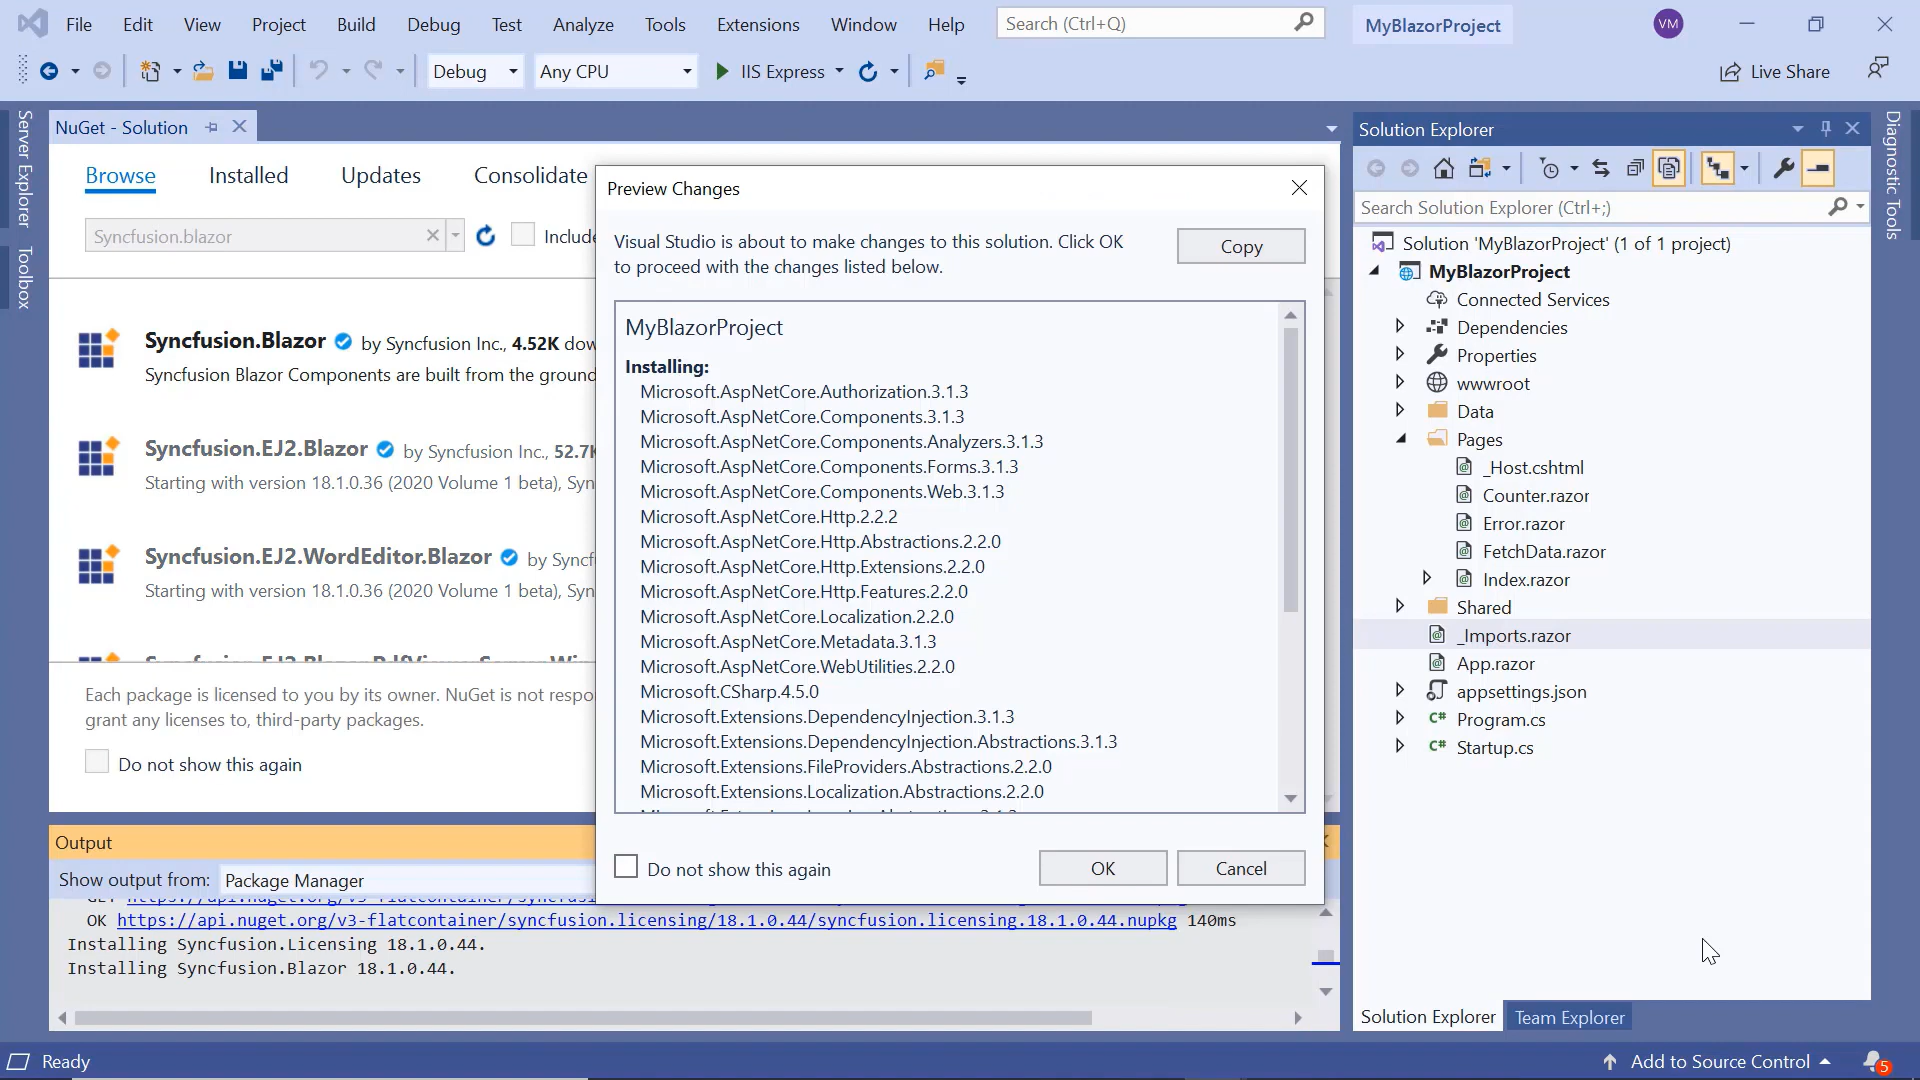 File Edit View Project Build Debug Test Analyze Tools Extensions Window Help Search (Ctrl+Q) MyBlazorProject VM
Debug Any CPU IIS Express Live Share
Server Explorer
Toolbox
NuGet - Solution
Browse Installed Updates Consolidate
Syncfusion.blazor Include
Syncfusion.Blazor by Syncfusion Inc., 4.52K dow
Syncfusion Blazor Components are built from the ground
Syncfusion.EJ2.Blazor by Syncfusion Inc., 52.7K
Starting with version 18.1.0.36 (2020 Volume 1 beta), Syn
Syncfusion.EJ2.WordEditor.Blazor by Syncf
Starting with version 18.1.0.36 (2020 Volume 1 beta), Syn
Each package is licensed to you by its owner. NuGet is not respo
grant any licenses to, third-party packages.
Do not show this again
Preview Changes
Visual Studio is about to make changes to this solution. Click OK
to proceed with the changes listed below.
Copy
MyBlazorProject
Installing:
Microsoft.AspNetCore.Authorization.3.1.3
Microsoft.AspNetCore.Components.3.1.3
Microsoft.AspNetCore.Components.Analyzers.3.1.3
Microsoft.AspNetCore.Components.Forms.3.1.3
Microsoft.AspNetCore.Components.Web.3.1.3
Microsoft.AspNetCore.Http.2.2.2
Microsoft.AspNetCore.Http.Abstractions.2.2.0
Microsoft.AspNetCore.Http.Extensions.2.2.0
Microsoft.AspNetCore.Http.Features.2.2.0
Microsoft.AspNetCore.Localization.2.2.0
Microsoft.AspNetCore.Metadata.3.1.3
Microsoft.AspNetCore.WebUtilities.2.2.0
Microsoft.CSharp.4.5.0
Microsoft.Extensions.DependencyInjection.3.1.3
Microsoft.Extensions.DependencyInjection.Abstractions.3.1.3
Microsoft.Extensions.FileProviders.Abstractions.2.2.0
Microsoft.Extensions.Localization.Abstractions.2.2.0
Do not show this again
OK Cancel
Output
Show output from: Package Manager
OK https://api.nuget.org/v3-flatcontainer/syncfusion.licensing/18.1.0.44/syncfusion.licensing.18.1.0.44.nupkg 140ms
Installing Syncfusion.Licensing 18.1.0.44.
Installing Syncfusion.Blazor 18.1.0.44.
Solution Explorer
Search Solution Explorer (Ctrl+;)
Solution 'MyBlazorProject' (1 of 1 project)
MyBlazorProject
Connected Services
Dependencies
Properties
wwwroot
Data
Pages
_Host.cshtml
Counter.razor
Error.razor
FetchData.razor
Index.razor
Shared
_Imports.razor
App.razor
appsettings.json
C# Program.cs
C# Startup.cs
Solution Explorer Team Explorer
Diagnostic Tools
Ready Add to Source Control 5